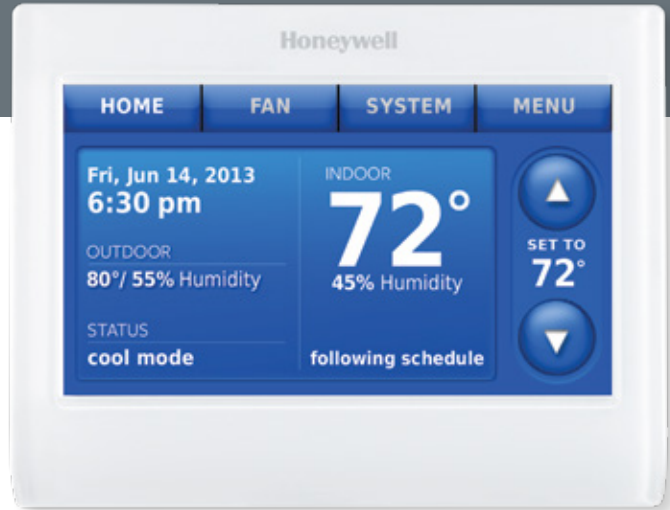 Honeywell
HOME FAN SYSTEM MENU
Fri, Jun 14, 2013
6:30 pm
OUTDOOR
80°/ 55% Humidity
STATUS
cool mode
INDOOR
72°
45% Humidity
following schedule
SET TO
72°